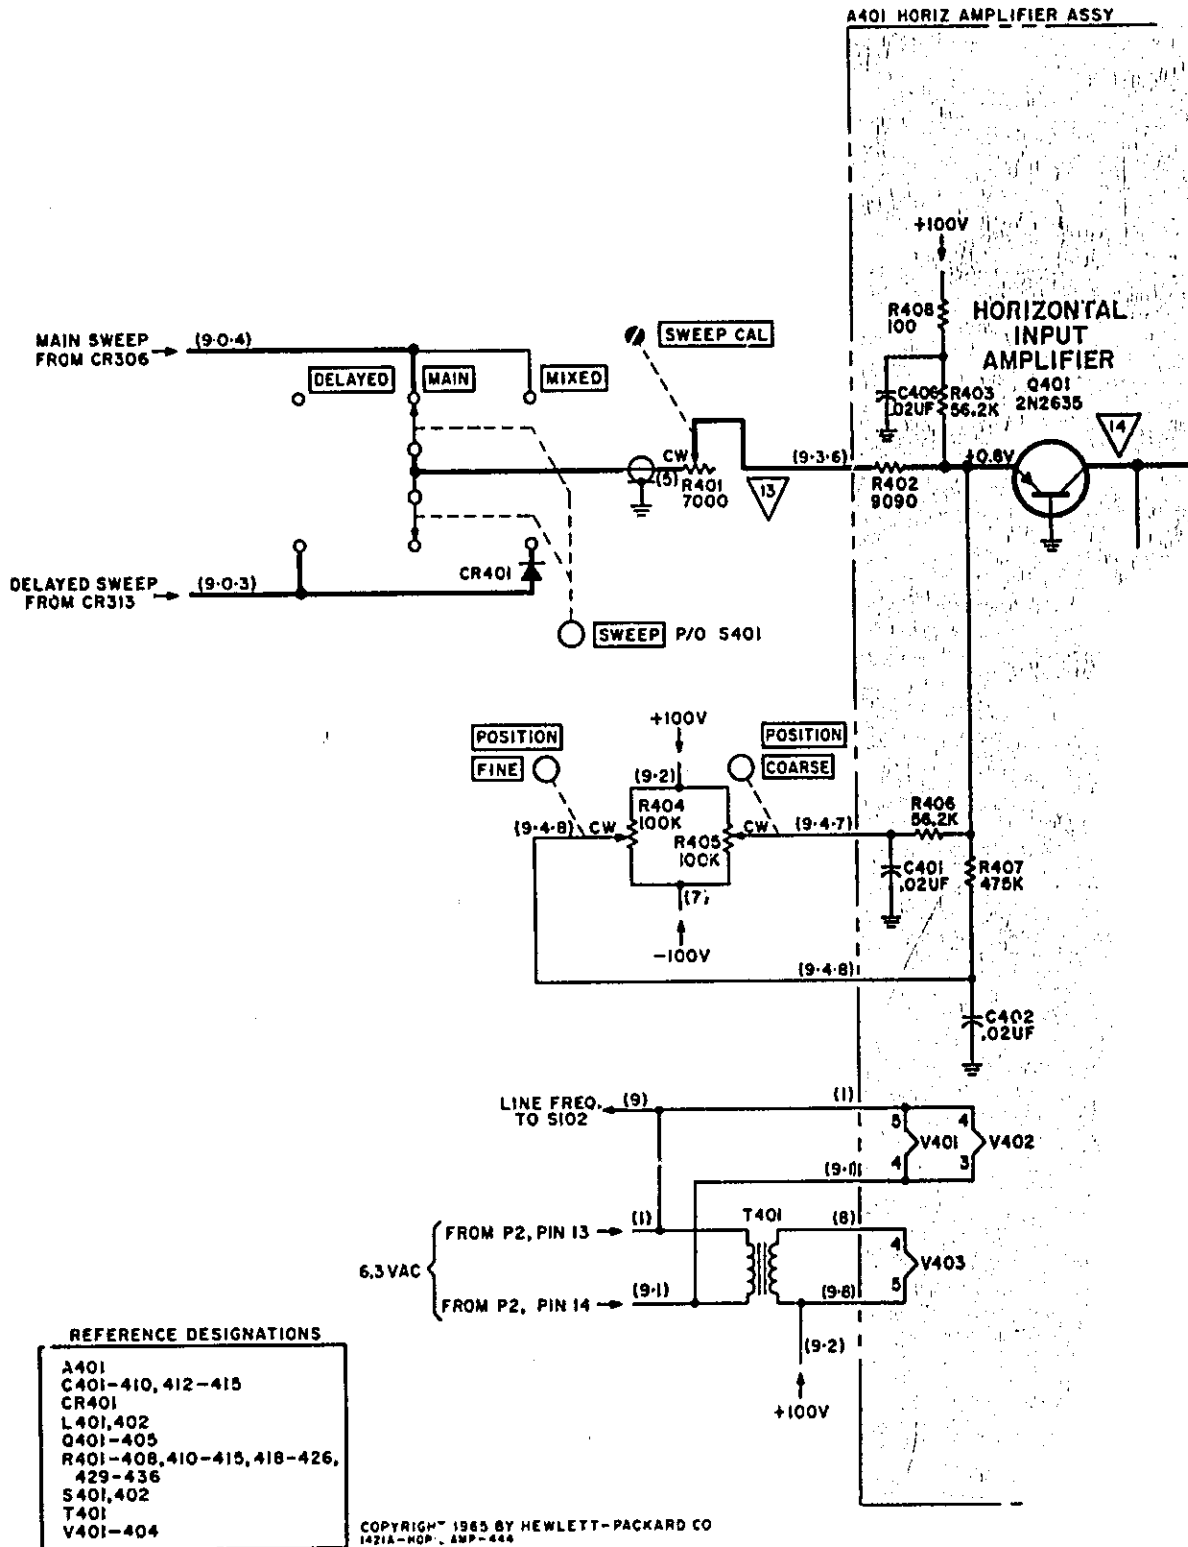 A401 HORIZ AMPLIFIER ASSY
+100V
R408
100
HORIZONTAL
INPUT
AMPLIFIER
Q401
2N2635
MAIN SWEEP
FROM CR306
(9·0·4)
SWEEP CAL
DELAYED
MAIN
MIXED
C406
.02UF
R403
56.2K
14
CW
(5)
R401
7000
13
(9·3·6)
R402
9090
+0.6V
DELAYED SWEEP
FROM CR313
(9·0·3)
CR401
SWEEP P/O S401
+100V
POSITION
FINE
POSITION
COARSE
(9·2)
(9·4·8)
CW
R404
100K
R405
100K
CW
(9·4·7)
R406
56.2K
C401
.02UF
R407
475K
(7)
-100V
(9·4·8)
C402
.02UF
LINE FREQ.
TO S102
(9)
(1)
5
4
V401
4
3
V402
(9·1)
T401
6.3 VAC
FROM P2, PIN 13
(1)
(8)
4
5
V403
FROM P2, PIN 14
(9·1)
(9·8)
(9·2)
+100V
REFERENCE DESIGNATIONS
A401
C401-410, 412-415
CR401
L401,402
Q401-405
R401-408, 410-415, 418-426,
429-436
S401,402
T401
V401-404
COPYRIGHT 1965 BY HEWLETT-PACKARD CO